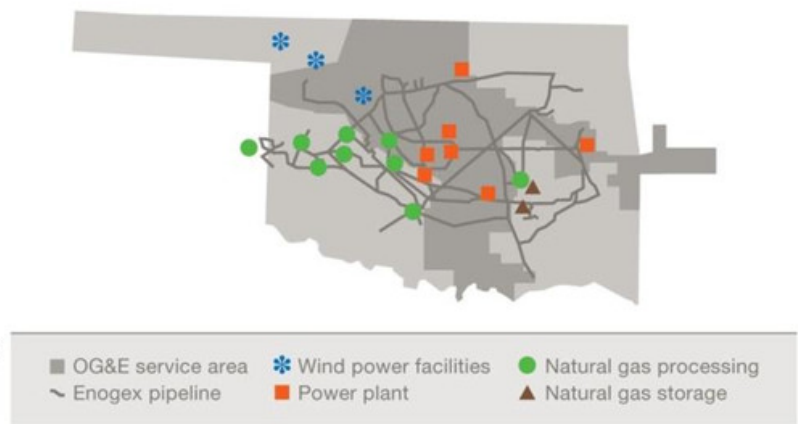 OG&E service area
Wind power facilities
Natural gas processing
Enogex pipeline
Power plant
Natural gas storage